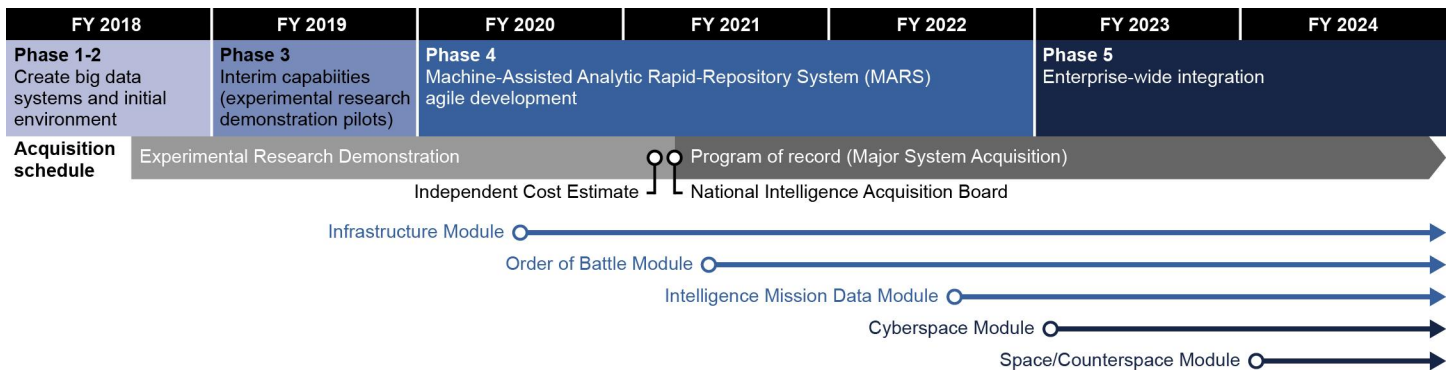 FY 2018
FY 2019
FY 2020
FY 2021
FY 2022
FY 2023
FY 2024
Phase 1-2
Create big data
systems and initial
environment
Phase 3
Interim capabiities
(experimental research
demonstration pilots)
Phase 4
Machine-Assisted Analytic Rapid-Repository System (MARS)
agile development
Phase 5
Enterprise-wide integration
Acquisition
schedule
Experimental Research Demonstration
Program of record (Major System Acquisition)
Independent Cost Estimate
National Intelligence Acquisition Board
Infrastructure Module
Order of Battle Module
Intelligence Mission Data Module
Cyberspace Module
Space/Counterspace Module